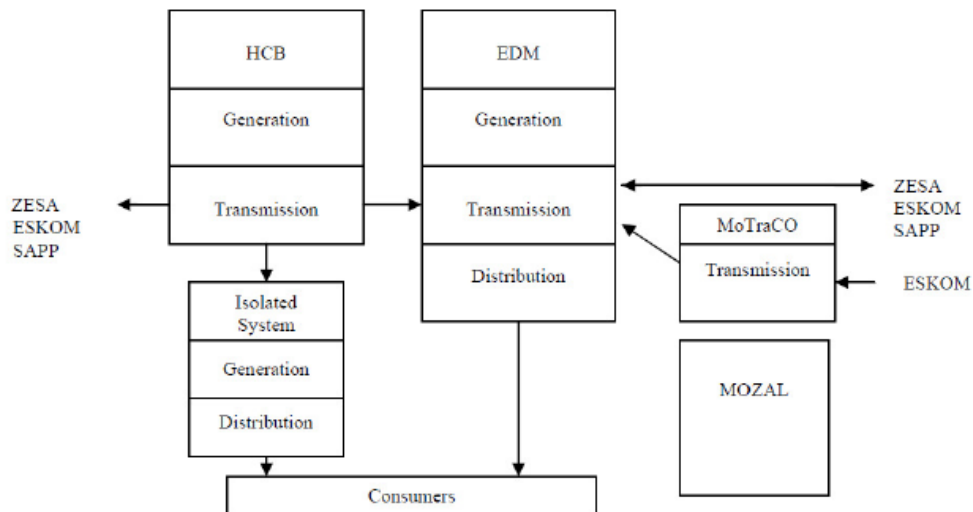 HCB
Generation
Transmission
ZESA
ESKOM
SAPP
Isolated
System
Generation
Distribution
EDM
Generation
Transmission
Distribution
ZESA
ESKOM
SAPP
MoTraCO
Transmission
ESKOM
MOZAL
Consumers